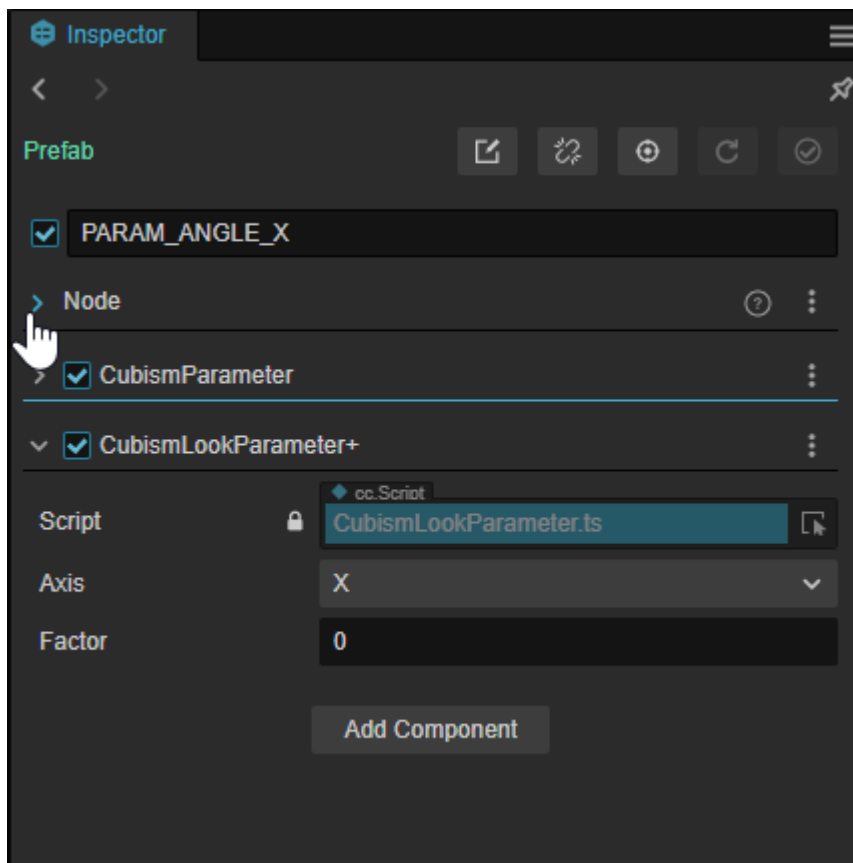 Inspector
Prefab
PARAM_ANGLE_X
Node
CubismParameter
CubismLookParameter+
cc.Script
Script CubismLookParameter.ts
Axis X
Factor 0
Add Component